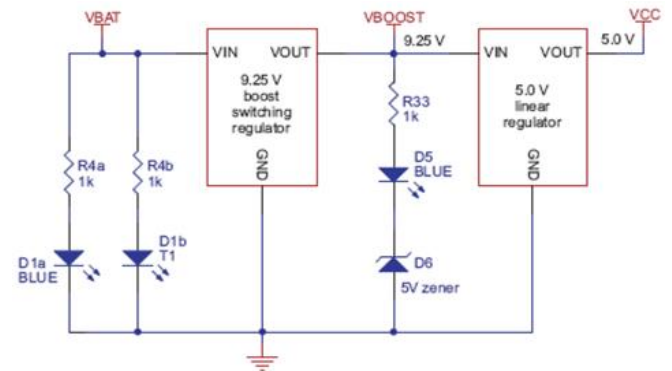 VBAT
VBOOST
VCC
VIN
VOUT
9.25 V
VIN
VOUT
5.0 V
9.25 V
boost
switching
regulator
GND
5.0 V
linear
regulator
GND
R33
1k
R4a
1k
R4b
1k
D5
BLUE
D1a
BLUE
D1b
T1
D6
5V zener